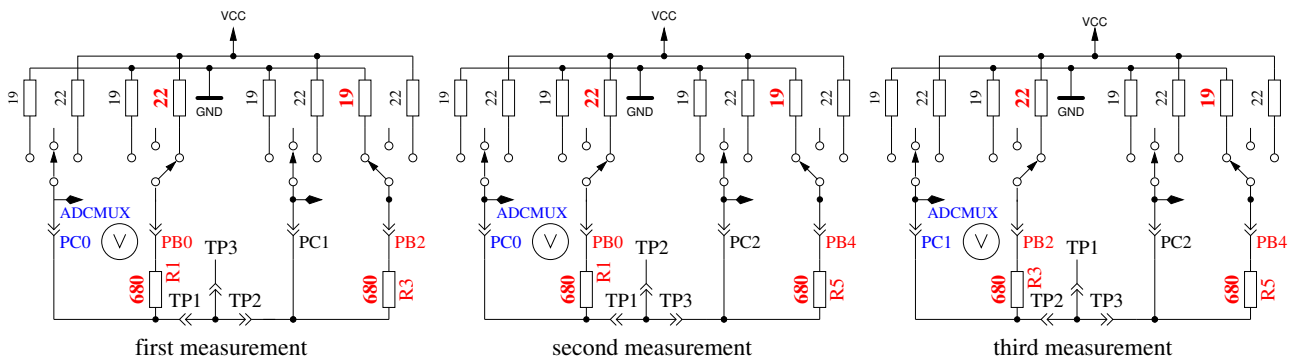 VCC
19 22 19 22 19 22 19 22
GND
ADCMUX
PC0 V PB0 TP3 PC1 PB2
680 R1 680 R3
TP1 TP2
first measurement
VCC
19 22 19 22 19 22 19 22
GND
ADCMUX
PC0 V PB0 TP2 PC2 PB4
680 R1 680 R5
TP1 TP3
second measurement
VCC
19 22 19 22 19 22 19 22
GND
ADCMUX
PC1 V PB2 TP1 PC2 PB4
680 R3 680 R5
TP2 TP3
third measurement